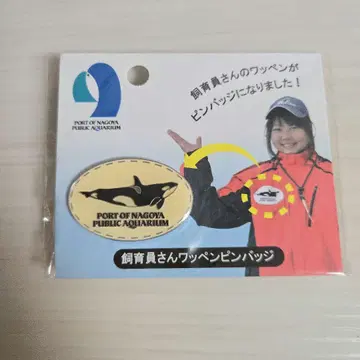 PORT OF NAGOYA
PUBLIC AQUARIUM
飼育員さんのワッペンが
ピンバッジになりました！
PORT OF NAGOYA
PUBLIC AQUARIUM
飼育員さんワッペンピンバッジ